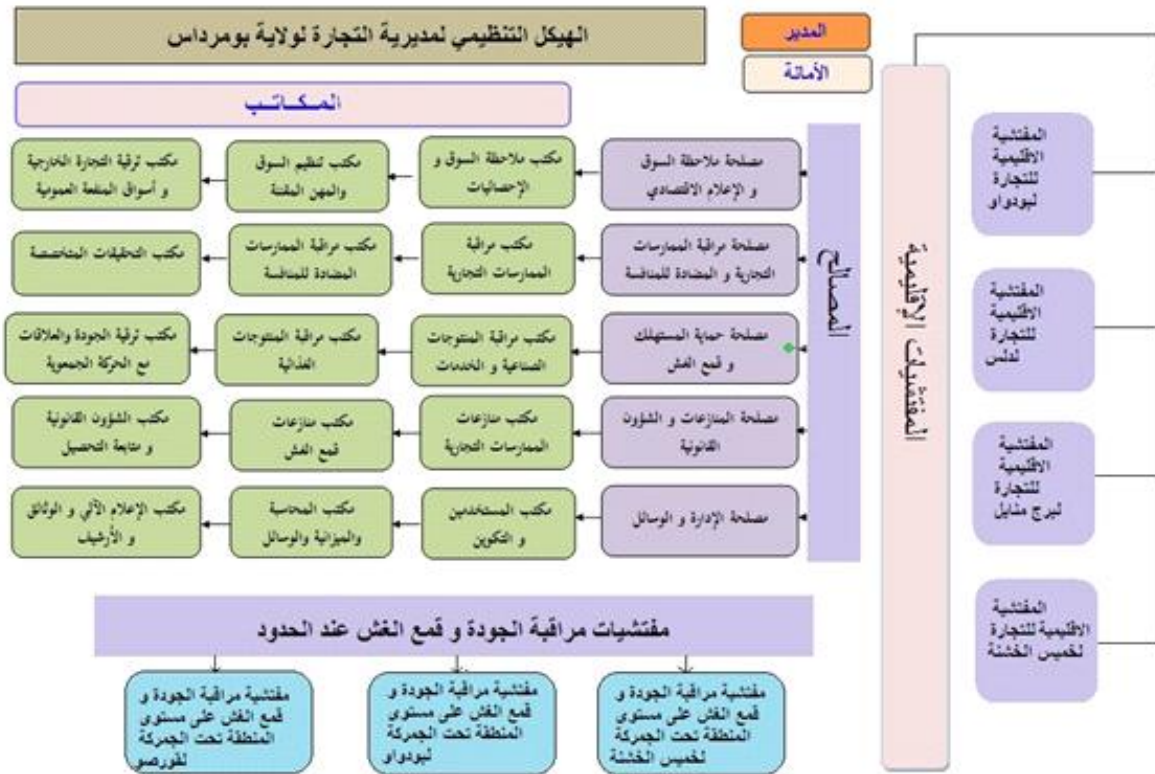 الهيكل التنظيمي لمديرية التجارة لولاية بومرداس
المدير
الأمانة
المـكـاتـب
المصالح
مصلحة ملاحظة السوق
و الإعلام الاقتصادي
مكتب ملاحظة السوق و
الإحصائيات
مكتب تنظيم السوق
والمهن المقننة
مكتب ترقية التجارة الخارجية
و أسواق المنفعة العمومية
مصلحة مراقبة الممارسات
التجارية و المضادة للمنافسة
مكتب مراقبة
الممارسات التجارية
مكتب مراقبة الممارسات
المضادة للمنافسة
مكتب التحقيقات المتخصصة
مصلحة حماية المستهلك
و قمع الغش
مكتب مراقبة المنتوجات
الصناعية و الخدمات
مكتب مراقبة المنتوجات
الغذائية
مكتب ترقية الجودة والعلاقات
مع الحركة الجمعوية
مصلحة المنازعات و الشؤون
القانونية
مكتب منازعات
الممارسات التجارية
مكتب منازعات
قمع الغش
مكتب الشؤون القانونية
و متابعة التحصيل
مصلحة الإدارة و الوسائل
مكتب المستخدمين
و التكوين
مكتب المحاسبة
والميزانية والوسائل
مكتب الإعلام الآلي و الوثائق
و الأرشيف
المفتشيات الإقليمية
المفتشية
الاقليمية
للتجارة
لبودواو
المفتشية
الاقليمية
للتجارة
لدلس
المفتشية
الاقليمية
للتجارة
لبرج منايل
المفتشية
الاقليمية للتجارة
لخميس الخشنة
مفتشيات مراقبة الجودة و قمع الغش عند الحدود
مفتشية مراقبة الجودة و
قمع الغش على مستوى
المنطقة تحت الجمركة
لخميس الخشنة
مفتشية مراقبة الجودة و
قمع الغش على مستوى
المنطقة تحت الجمركة
لبودواو
مفتشية مراقبة الجودة و
قمع الغش على مستوى
المنطقة تحت الجمركة
لقورصو